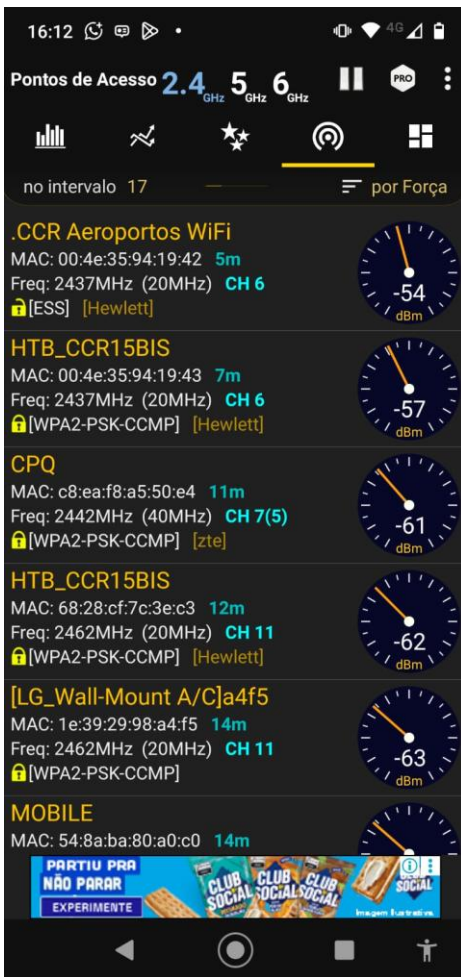 16:12
4G
Pontos de Acesso 2.4 GHz 5 GHz 6 GHz PRO
no intervalo 17 por Força
.CCR Aeroportos WiFi
MAC: 00:4e:35:94:19:42 5m
Freq: 2437MHz (20MHz) CH 6
[ESS] [Hewlett]
-54
dBm
HTB_CCR15BIS
MAC: 00:4e:35:94:19:43 7m
Freq: 2437MHz (20MHz) CH 6
[WPA2-PSK-CCMP] [Hewlett]
-57
dBm
CPQ
MAC: c8:ea:f8:a5:50:e4 11m
Freq: 2442MHz (40MHz) CH 7(5)
[WPA2-PSK-CCMP] [zte]
-61
dBm
HTB_CCR15BIS
MAC: 68:28:cf:7c:3e:c3 12m
Freq: 2462MHz (20MHz) CH 11
[WPA2-PSK-CCMP] [Hewlett]
-62
dBm
[LG_Wall-Mount A/C]a4f5
MAC: 1e:39:29:98:a4:f5 14m
Freq: 2462MHz (20MHz) CH 11
[WPA2-PSK-CCMP]
-63
dBm
MOBILE
MAC: 54:8a:ba:80:a0:c0 14m
PARTIU PRA
NÃO PARAR
EXPERIMENTE
CLUB SOCIAL
CLUB SOCIAL
CLUB SOCIAL
SOCIAL
Imagem Ilustrativa